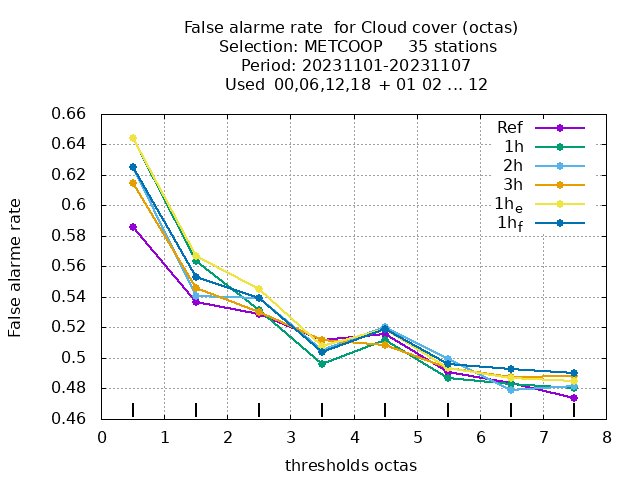 False alarme rate  for Cloud cover (octas)
Selection: METCOOP     35 stations
Period: 20231101-20231107
Used  00,06,12,18 + 01 02 ... 12
False alarme rate
0.66
0.64
0.62
0.6
0.58
0.56
0.54
0.52
0.5
0.48
0.46
Ref
1h
2h
3h
1he
1hf
0 1 2 3 4 5 6 7 8
thresholds octas